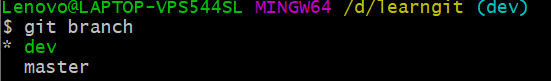 Lenovo@LAPTOP-VPS544SL MINGW64 /d/learngit (dev)
$ git branch
* dev
  master